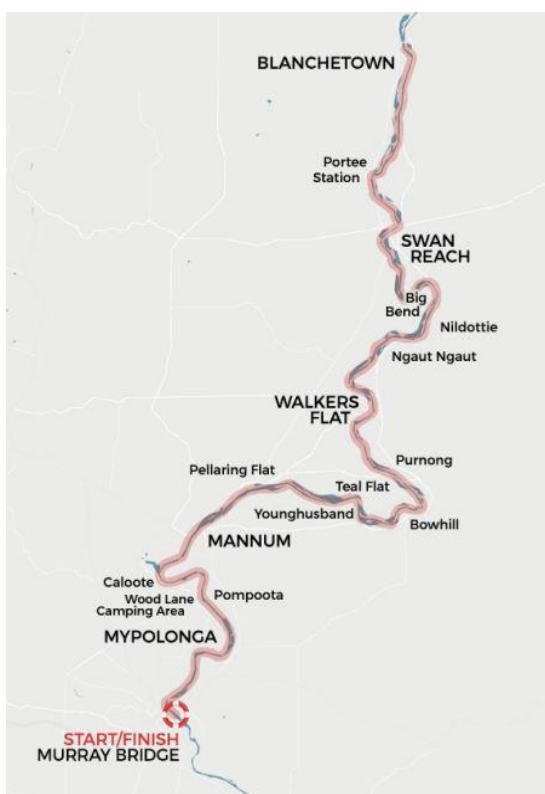 BLANCHETOWN
Portee
Station
SWAN
REACH
Big
Bend
Nildottie
Ngaut Ngaut
WALKERS
FLAT
Purnong
Pellaring Flat
Teal Flat
Younghusband
Bowhill
MANNUM
Caloote
Wood Lane
Camping Area
Pompoota
MYPOLONGA
START/FINISH
MURRAY BRIDGE